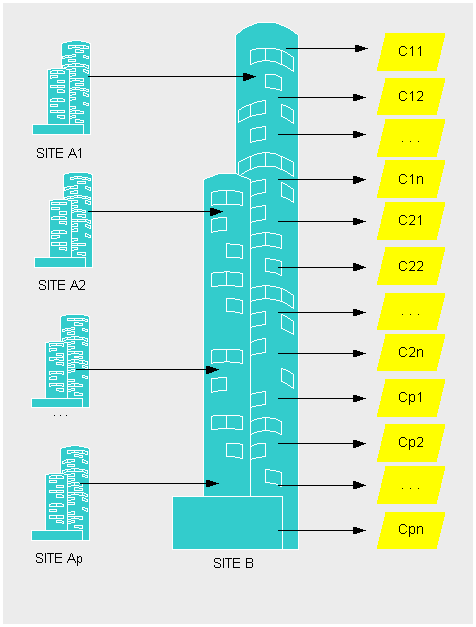 C11
C12
. . .
SITE A1
C1n
C21
C22
SITE A2
. . .
C2n
. . .
Cp1
Cp2
. . .
Cpn
SITE Ap
SITE B